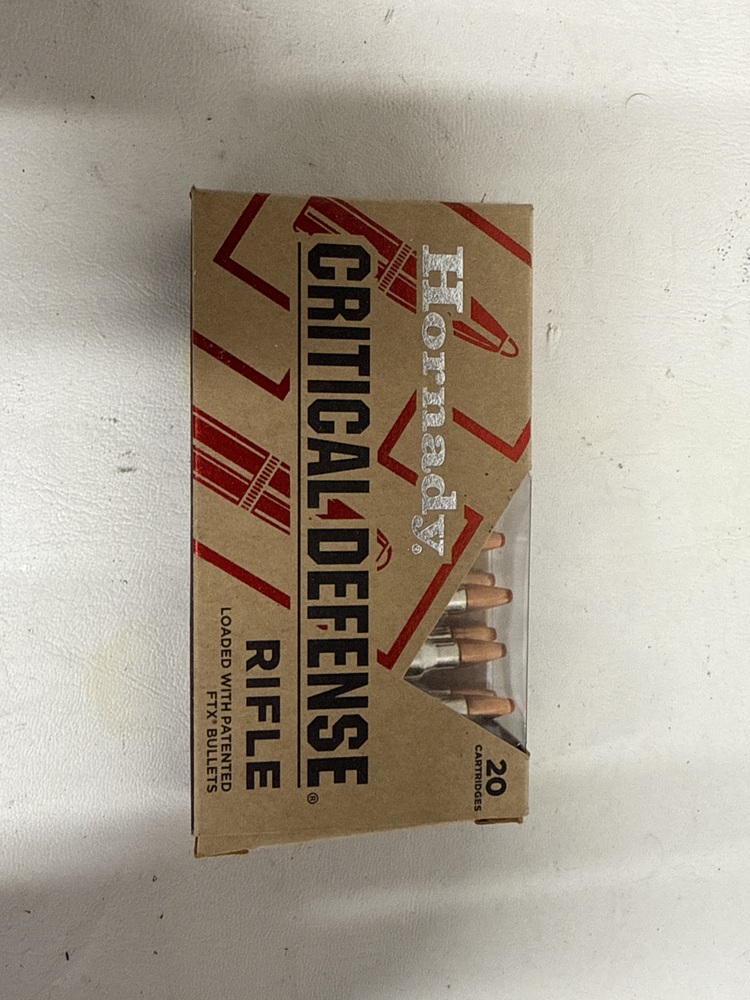 Hornady®
CRITICAL DEFENSE®
RIFLE
LOADED WITH PATENTED
FTX® BULLETS
20
CARTRIDGES